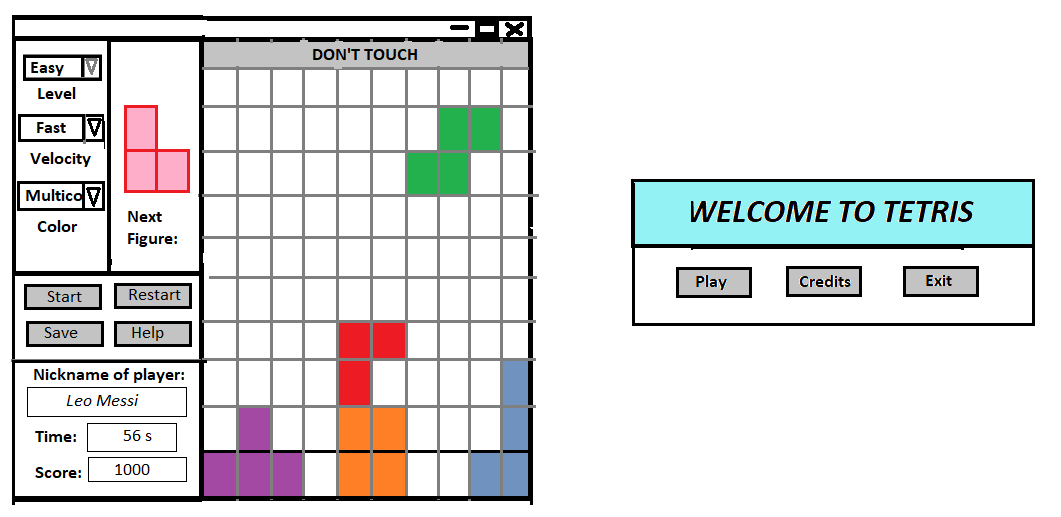 DON'T TOUCH
Easy
Level
Fast
Velocity
Multico
Color
Next
Figure:
Start
Restart
Save
Help
Nickname of player:
Leo Messi
Time:
56 s
Score:
1000
WELCOME TO TETRIS
Play
Credits
Exit